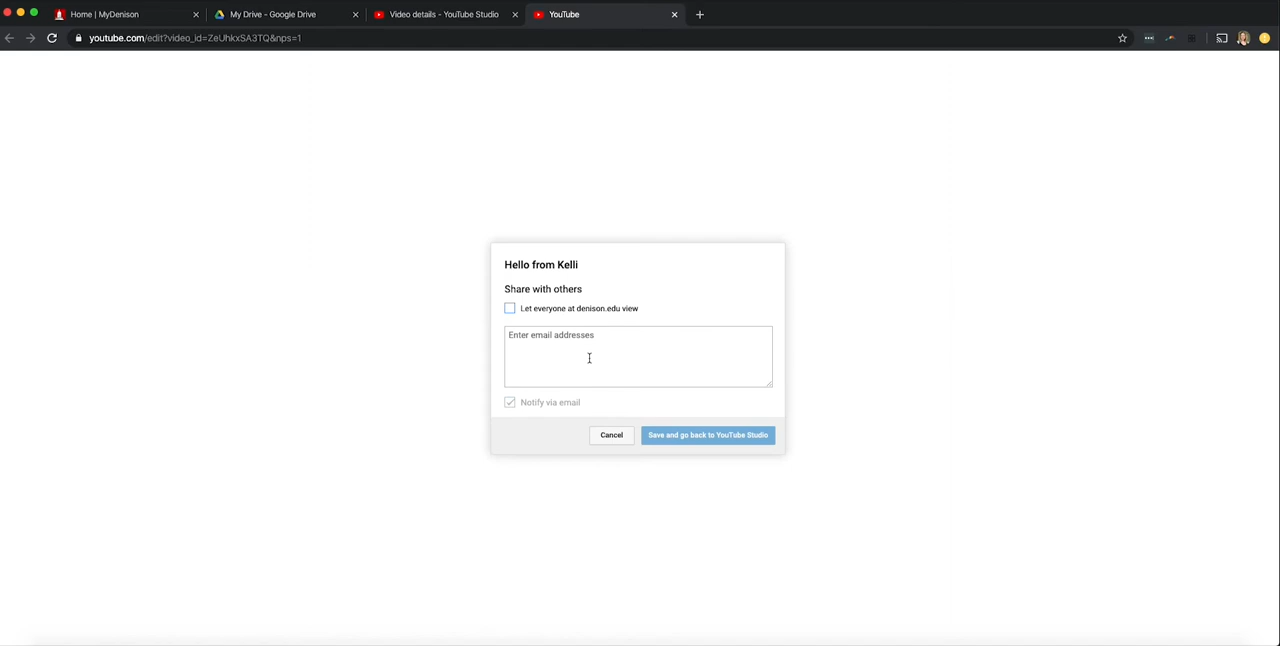 Home | MyDenison
My Drive - Google Drive
Video details - YouTube Studio
YouTube
youtube.com/edit?video_id=ZeUhkxSA3TQ&nps=1
Hello from Kelli
Share with others
Let everyone at denison.edu view
Enter email addresses
Notify via email
Cancel
Save and go back to YouTube Studio